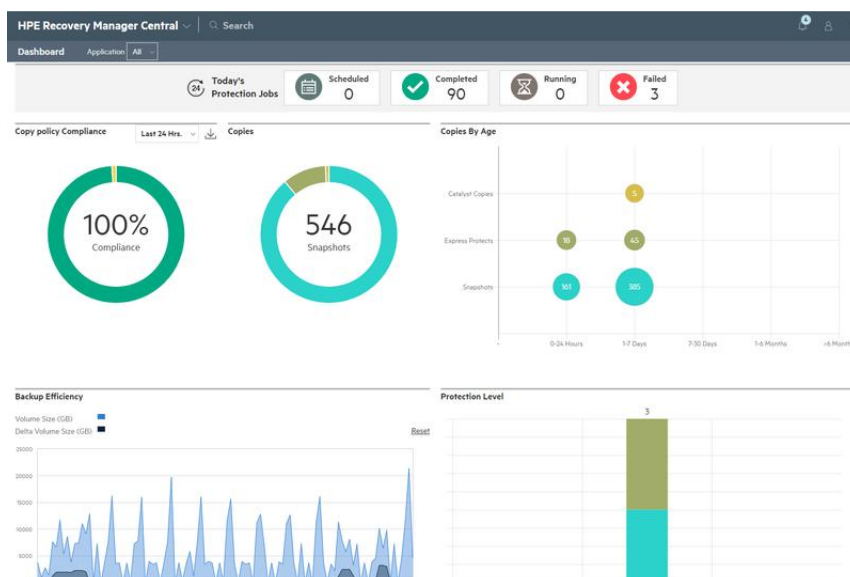 HPE Recovery Manager Central
Search
4
Dashboard
Application All
24
Today's
Protection Jobs
Scheduled
0
Completed
90
Running
0
Failed
3
Copy policy Compliance
Last 24 Hrs.
100%
Compliance
Copies
546
Snapshots
Copies By Age
Catalyst Copies
5
Express Protects
45
Snapshots
161
385
-
0-24 Hours
1-7 Days
7-30 Days
1-6 Months
>6 Month
Backup Efficiency
Volume Size (GB)
Delta Volume Size (GB)
Reset
25000
20000
15000
10000
5000
Protection Level
3